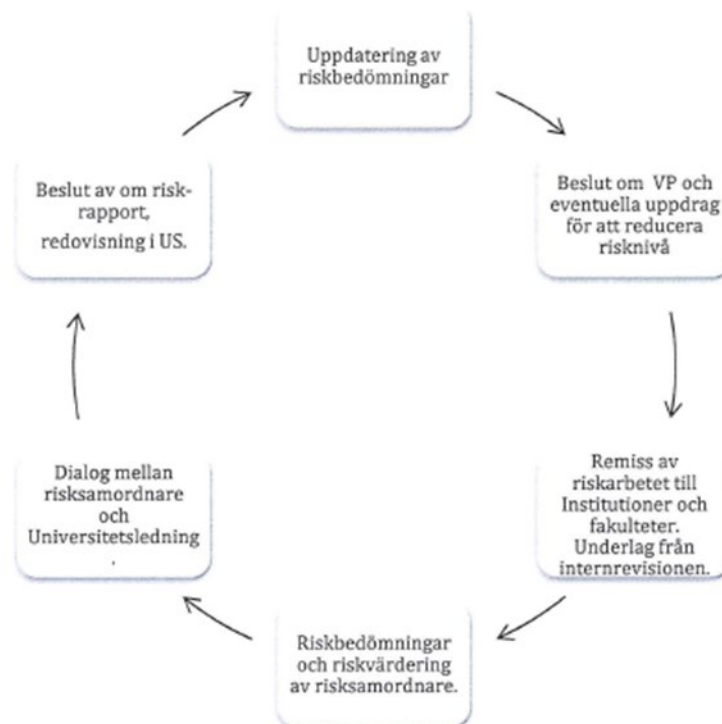 Uppdatering av
riskbedömningar
Beslut om VP och
eventuella uppdrag
för att reducera
risknivå
Remiss av
riskarbetet till
Institutioner och
fakulteter.
Underlag från
internrevisionen.
Riskbedömningar
och riskvärdering
av risksamordnare.
Dialog mellan
risksamordnare
och
Universitetsledning
.
Beslut av om risk-
rapport,
redovisning i US.